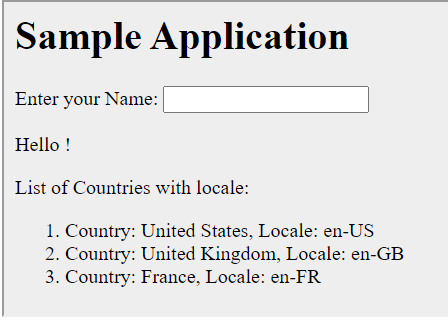 Sample Application
Enter your Name:
Hello !
List of Countries with locale:
1. Country: United States, Locale: en-US
2. Country: United Kingdom, Locale: en-GB
3. Country: France, Locale: en-FR